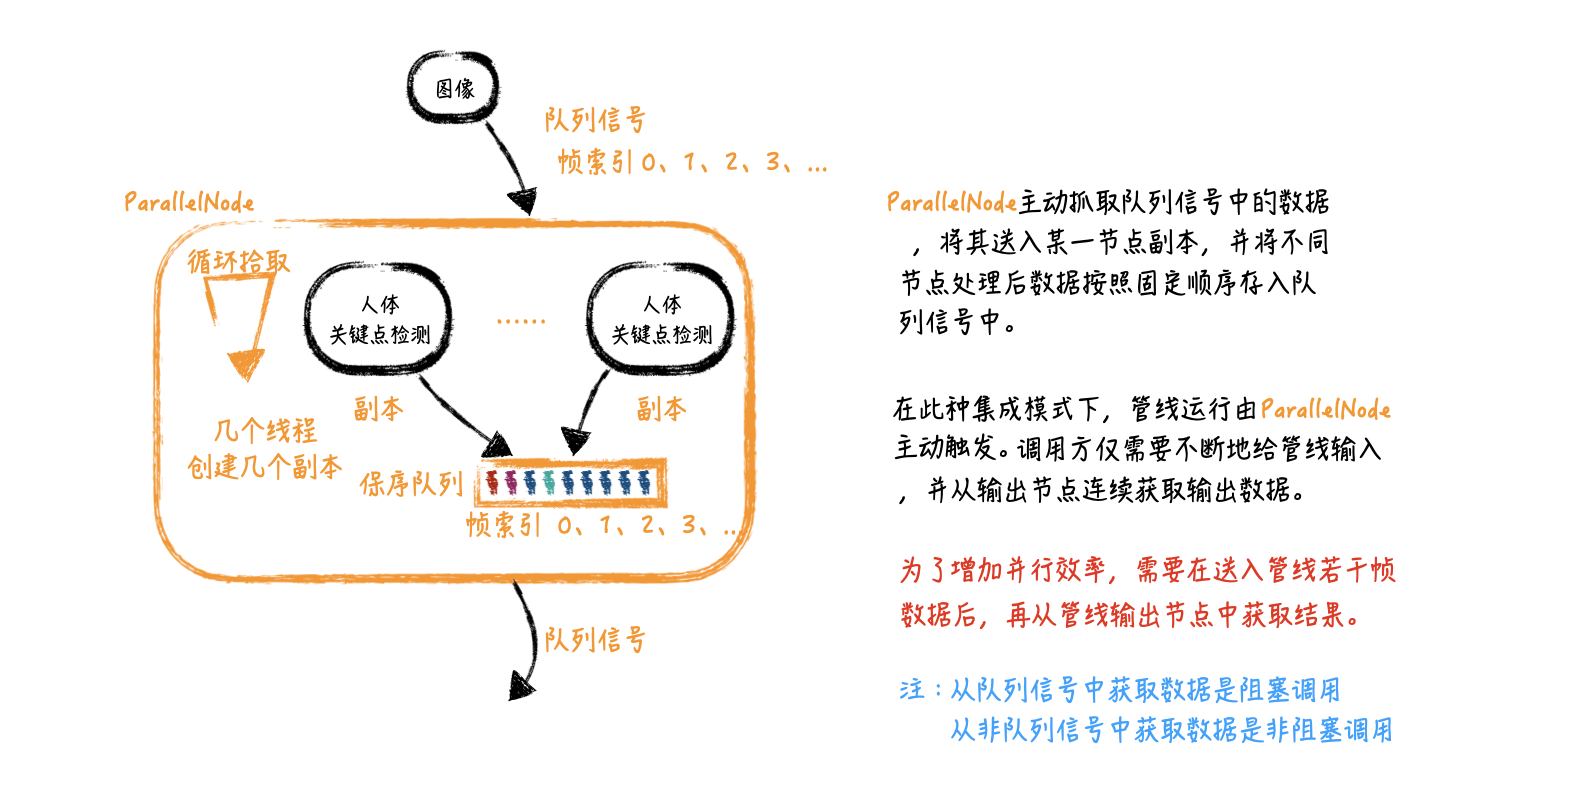 图像
队列信号
帧索引 0、1、2、3、...
ParallelNode
循环拾取
人体
关键点检测
......
人体
关键点检测
副本
副本
几个线程
创建几个副本
保序队列
帧索引 0、1、2、3、...
队列信号
ParallelNode主动抓取队列信号中的数据
，将其送入某一节点副本，并将不同
节点处理后数据按照固定顺序存入队
列信号中。
在此种集成模式下，管线运行由ParallelNode
主动触发。调用方仅需要不断地给管线输入
，并从输出节点连续获取输出数据。
为了增加并行效率，需要在送入管线若干帧
数据后，再从管线输出节点中获取结果。
注：从队列信号中获取数据是阻塞调用
从非队列信号中获取数据是非阻塞调用